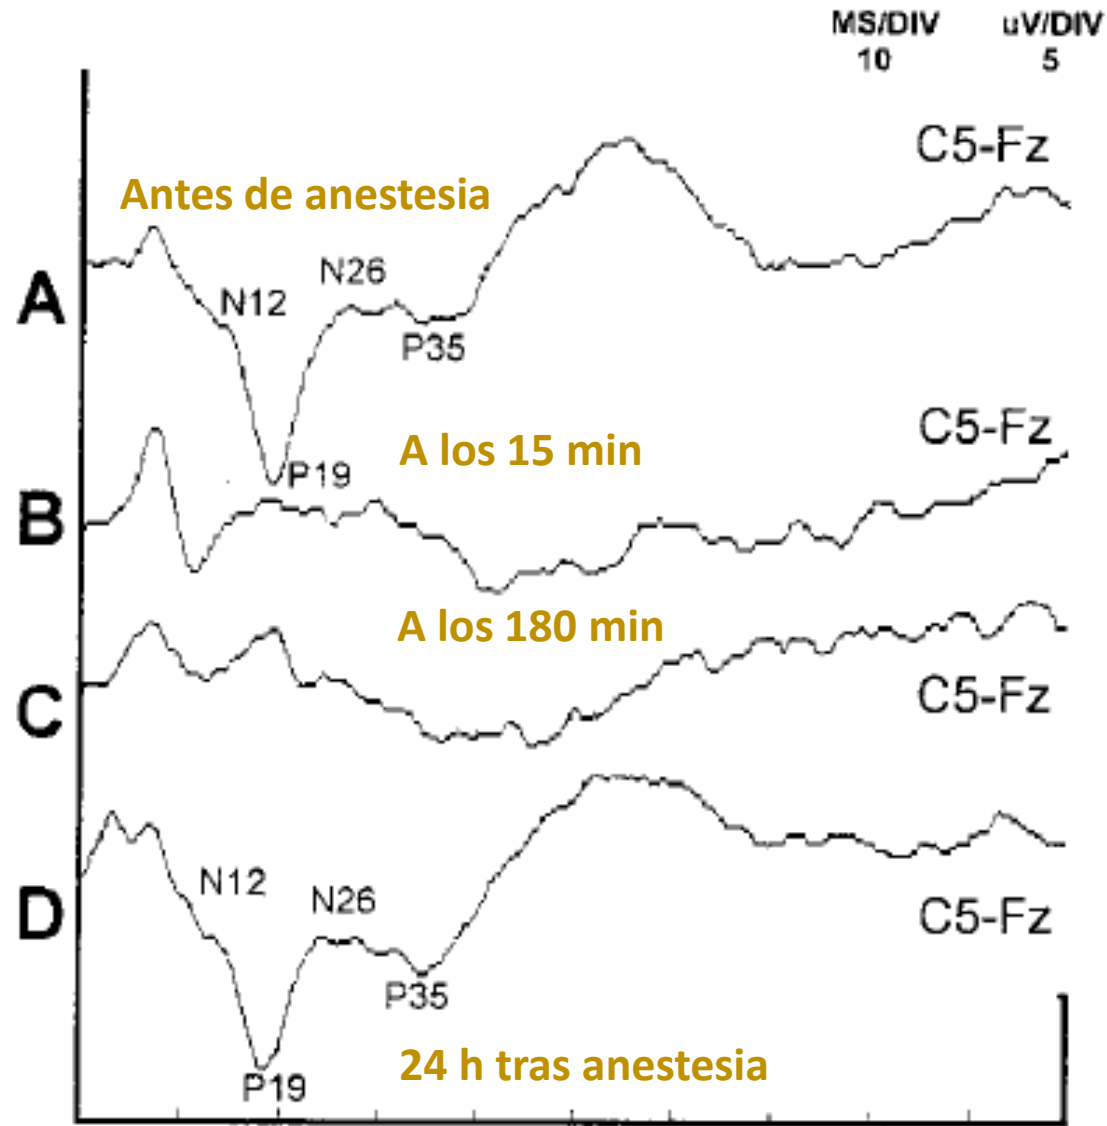 MS/DIV uV/DIV
10 5
C5-Fz
Antes de anestesia
A
N26
N12
P35
C5-Fz
A los 15 min
P19
B
A los 180 min
C
C5-Fz
N12
N26
D
C5-Fz
P35
24 h tras anestesia
P19